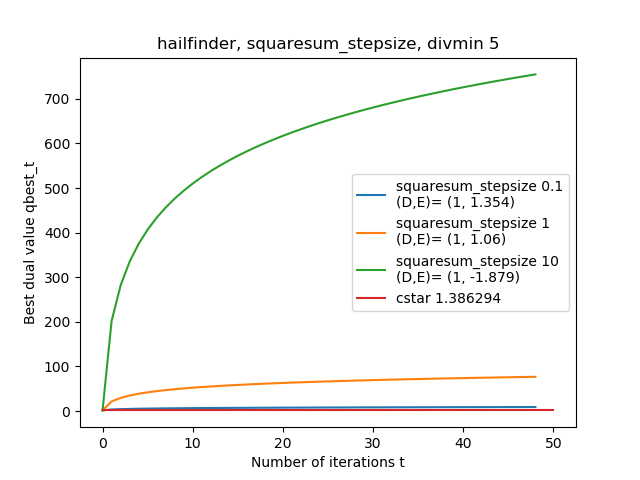 hailfinder, squaresum_stepsize, divmin 5
Best dual value qbest_t
700
600
500
400
300
200
100
0
squaresum_stepsize 0.1
(D,E)= (1, 1.354)
squaresum_stepsize 1
(D,E)= (1, 1.06)
squaresum_stepsize 10
(D,E)= (1, -1.879)
cstar 1.386294
0 10 20 30 40 50
Number of iterations t